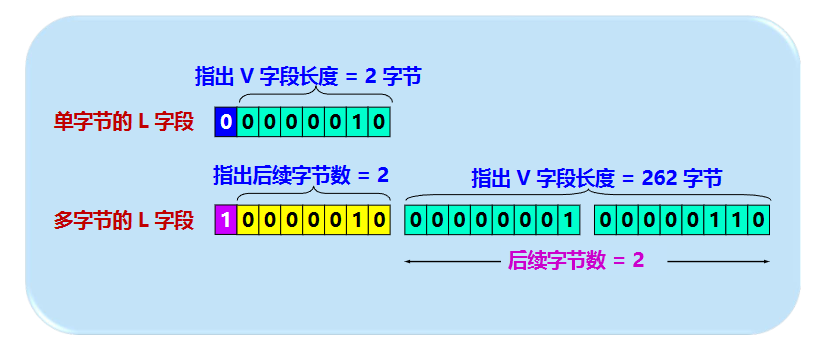 指出 V 字段长度 = 2 字节
单字节的 L 字段 0 0 0 0 0 0 1 0
指出后续字节数 = 2 指出 V 字段长度 = 262 字节
多字节的 L 字段 1 0 0 0 0 0 1 0 0 0 0 0 0 0 0 1 0 0 0 0 0 1 1 0
后续字节数 = 2